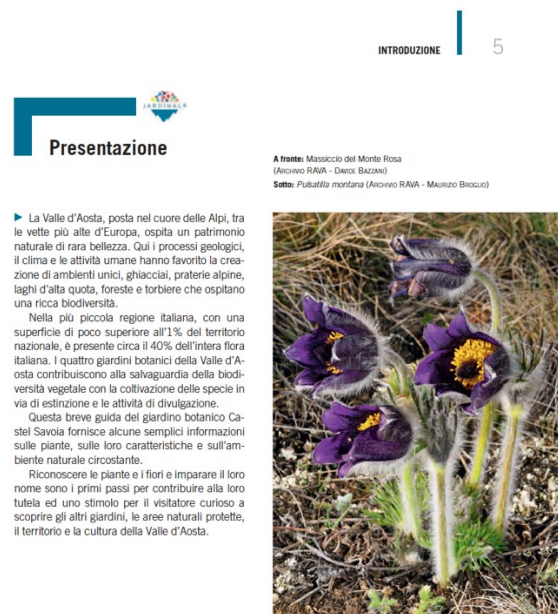 INTRODUZIONE
5
JARDINALP
Presentazione
A fronte: Massiccio del Monte Rosa
(ARCHIVIO RAVA - DAVIDE BAZZANI)
Sotto: Pulsatilla montana (ARCHIVIO RAVA - MAURIZIO BROGLIO)
► La Valle d'Aosta, posta nel cuore delle Alpi, tra
le vette più alte d'Europa, ospita un patrimonio
naturale di rara bellezza. Qui i processi geologici,
il clima e le attività umane hanno favorito la crea-
zione di ambienti unici, ghiacciai, praterie alpine,
laghi d'alta quota, foreste e torbiere che ospitano
una ricca biodiversità.
Nella più piccola regione italiana, con una
superficie di poco superiore all'1% del territorio
nazionale, è presente circa il 40% dell'intera flora
italiana. I quattro giardini botanici della Valle d'A-
osta contribuiscono alla salvaguardia della biodi-
versità vegetale con la coltivazione delle specie in
via di estinzione e le attività di divulgazione.
Questa breve guida del giardino botanico Ca-
stel Savoia fornisce alcune semplici informazioni
sulle piante, sulle loro caratteristiche e sull'am-
biente naturale circostante.
Riconoscere le piante e i fiori e imparare il loro
nome sono i primi passi per contribuire alla loro
tutela ed uno stimolo per il visitatore curioso a
scoprire gli altri giardini, le aree naturali protette,
il territorio e la cultura della Valle d'Aosta.